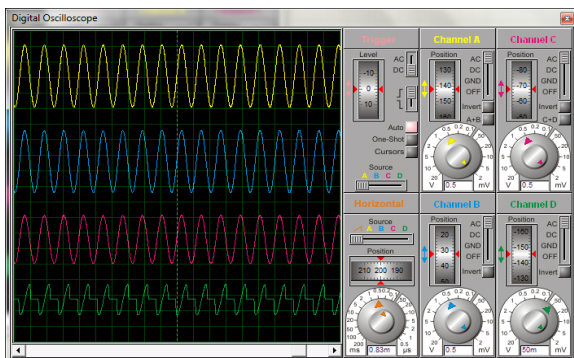 Digital Oscilloscope
Trigger
Level
AC
DC
-10
0
10
Auto
One-Shot
Cursors
Source
A B C D
Channel A
Position
AC
DC
GND
OFF
Invert
A+B
130
140
150
160
V 0.5 mV
Channel C
Position
AC
DC
GND
OFF
Invert
C+D
-80
-70
-60
V 0.5 mV
Horizontal
Source
A B C D
Position
210 200 190
ms 0.83m µs
Channel B
Position
AC
DC
GND
OFF
Invert
20
30
40
50
V 0.5 mV
Channel D
Position
AC
DC
GND
OFF
Invert
-160
-150
-140
-130
V 50m mV